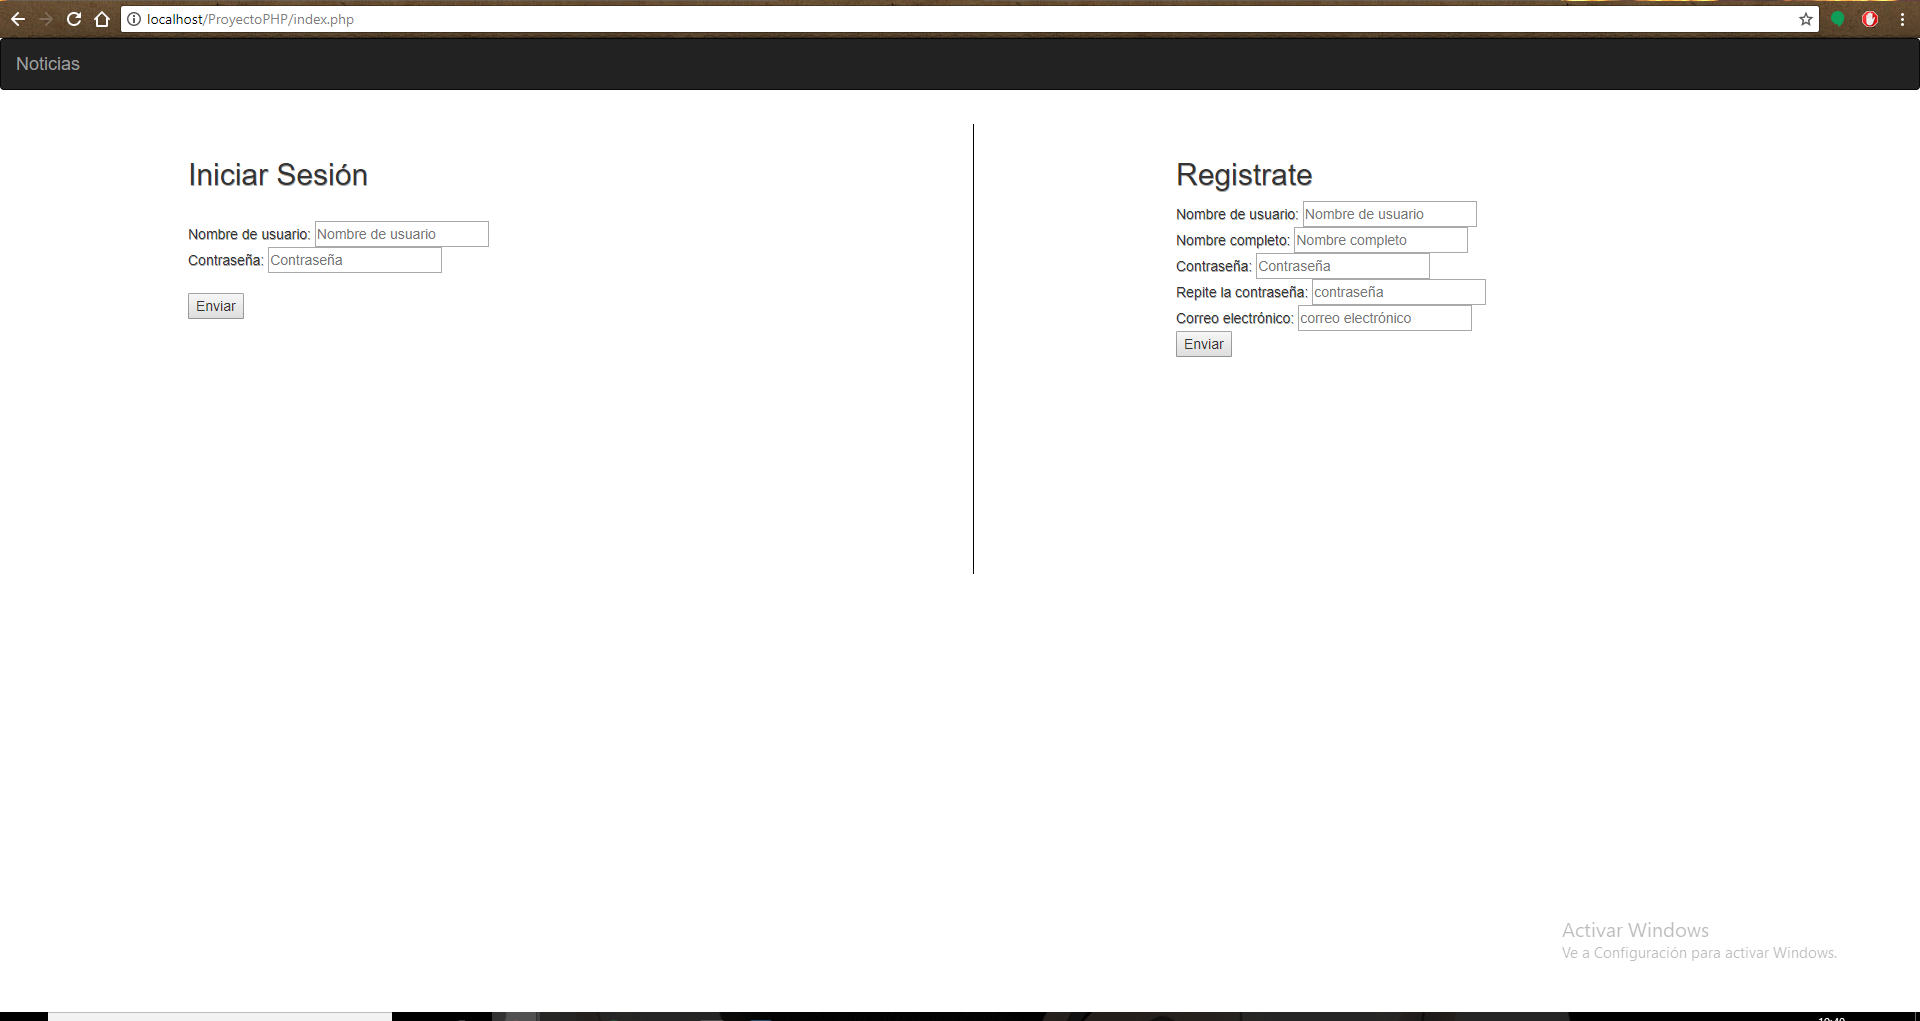 localhost/ProyectoPHP/index.php
Noticias
Iniciar Sesión
Nombre de usuario: Nombre de usuario
Contraseña: Contraseña
Enviar
Registrate
Nombre de usuario: Nombre de usuario
Nombre completo: Nombre completo
Contraseña: Contraseña
Repite la contraseña: contraseña
Correo electrónico: correo electrónico
Enviar
Activar Windows
Ve a Configuración para activar Windows.